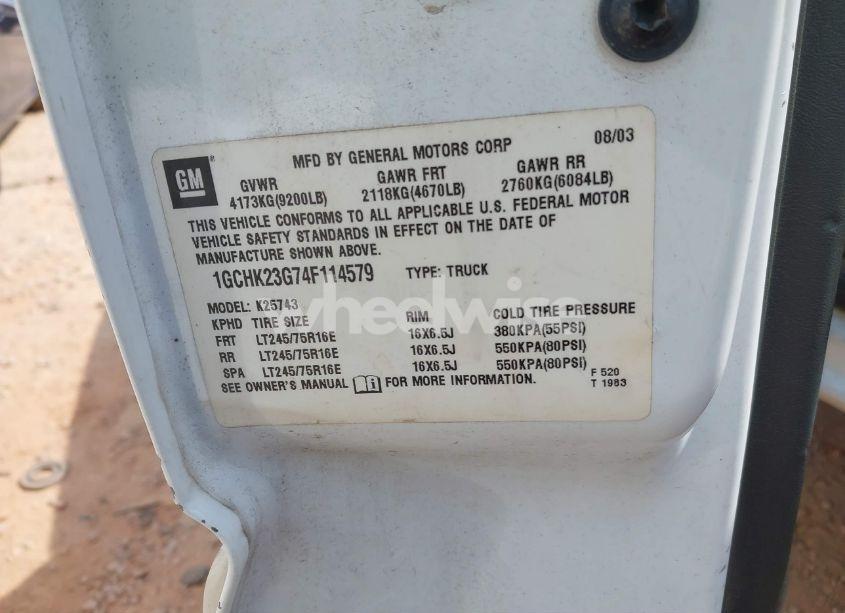 MFD BY GENERAL MOTORS CORP 08/03
GM
GVWR GAWR FRT GAWR RR
4173KG(9200LB) 2118KG(4670LB) 2760KG(6084LB)
THIS VEHICLE CONFORMS TO ALL APPLICABLE U.S. FEDERAL MOTOR
VEHICLE SAFETY STANDARDS IN EFFECT ON THE DATE OF
MANUFACTURE SHOWN ABOVE.
1GCHK23G74F114579 TYPE: TRUCK
MODEL: K25743
wheelwise
KPHD TIRE SIZE RIM COLD TIRE PRESSURE
FRT LT245/75R16E 16X6.5J 380KPA(55PSI)
RR LT245/75R16E 16X6.5J 550KPA(80PSI)
SPA LT245/75R16E 16X6.5J 550KPA(80PSI)
SEE OWNER'S MANUAL FOR MORE INFORMATION.
F 520
T 1983